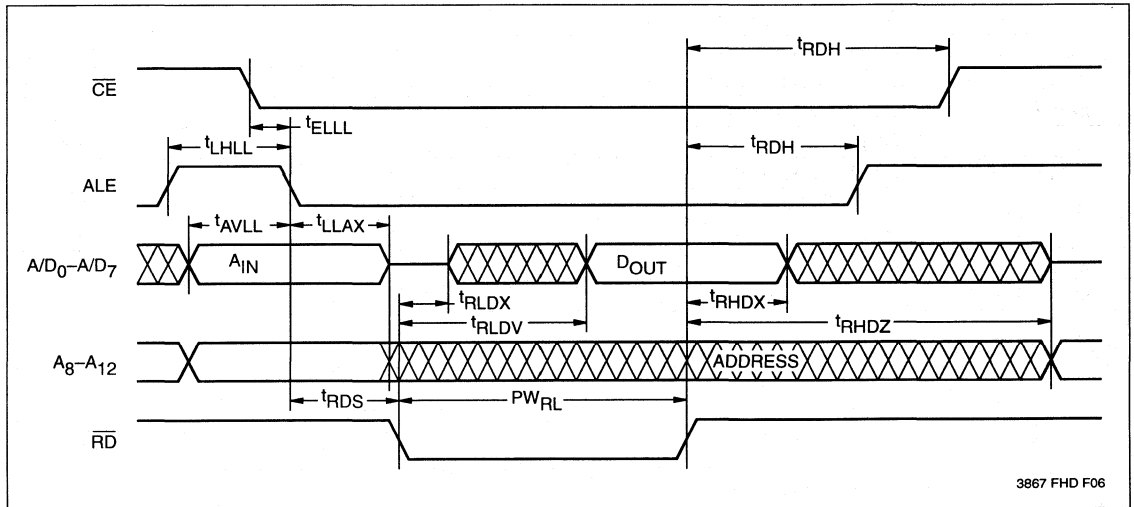 tRDH
CE
tELLL
tLHLL
tRDH
ALE
tAVLL
tLLAX
A/D0–A/D7
AIN
DOUT
tRLDX
tRHDX
tRLDV
tRHDZ
A8–A12
ADDRESS
tRDS
PWRL
RD
3867 FHD F06